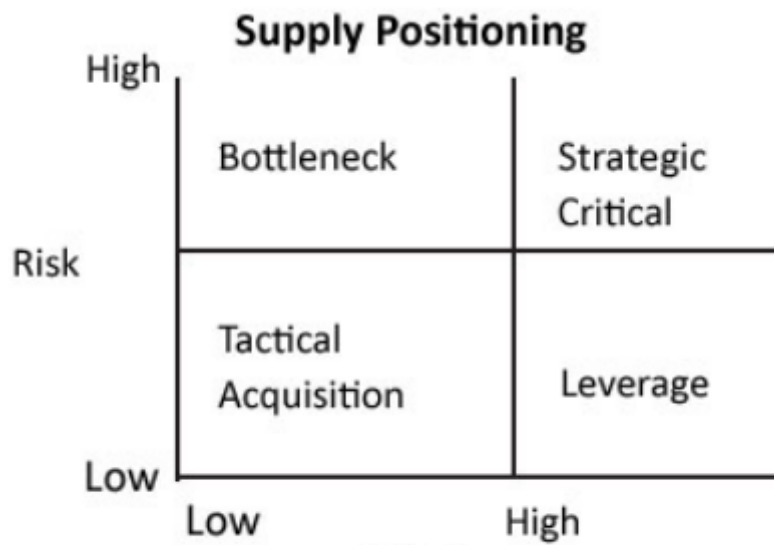 Supply Positioning
High
Bottleneck
Strategic
Critical
Risk
Tactical
Acquisition
Leverage
Low
Low
High